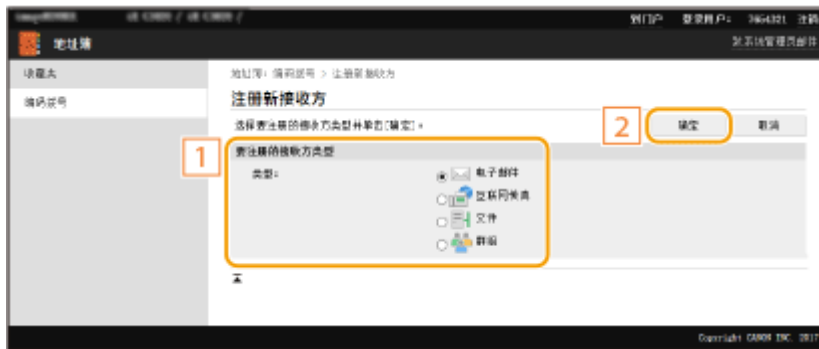 到门户 登录用户: 7654321 注销
地址簿 致系统管理员邮件
收藏夹
编码拨号
地址簿: 编码拨号 > 注册新接收方
注册新接收方
选择要注册的接收方类型并单击[确定]。
2
确定 取消
1
要注册的接收方类型
类型:
电子邮件
互联网传真
文件
群组
Copyright CANON INC. 2017